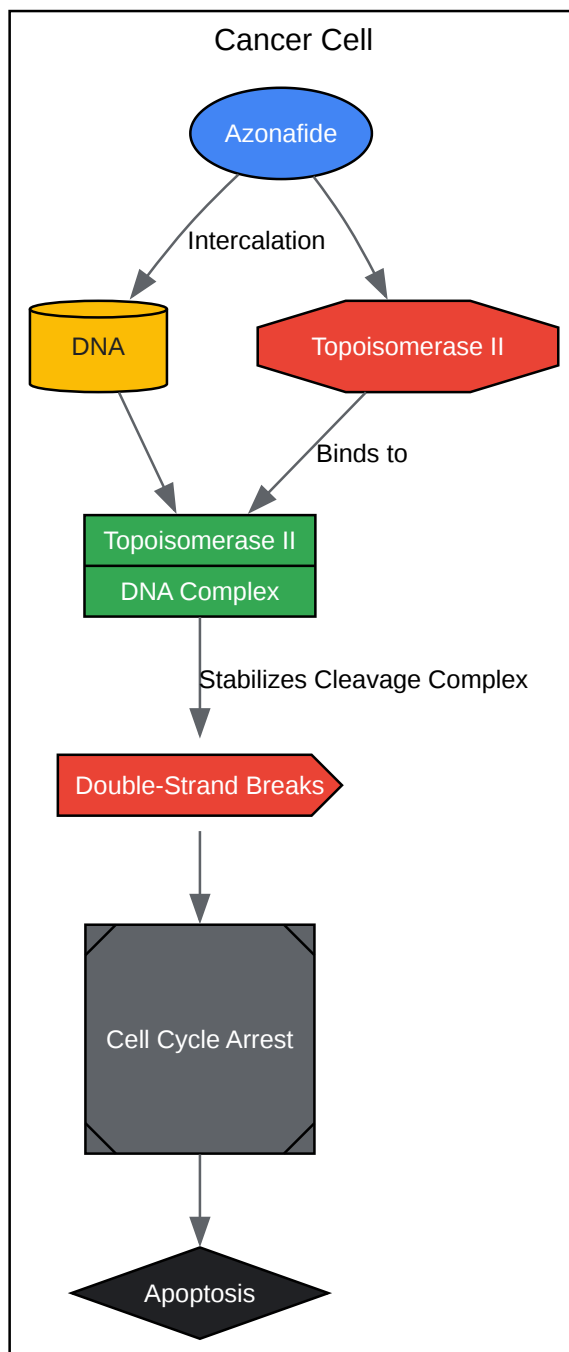 Cancer Cell
Azonafide
Intercalation
DNA
Topoisomerase II
Binds to
Topoisomerase II
DNA Complex
Stabilizes Cleavage Complex
Double-Strand Breaks
Cell Cycle Arrest
Apoptosis